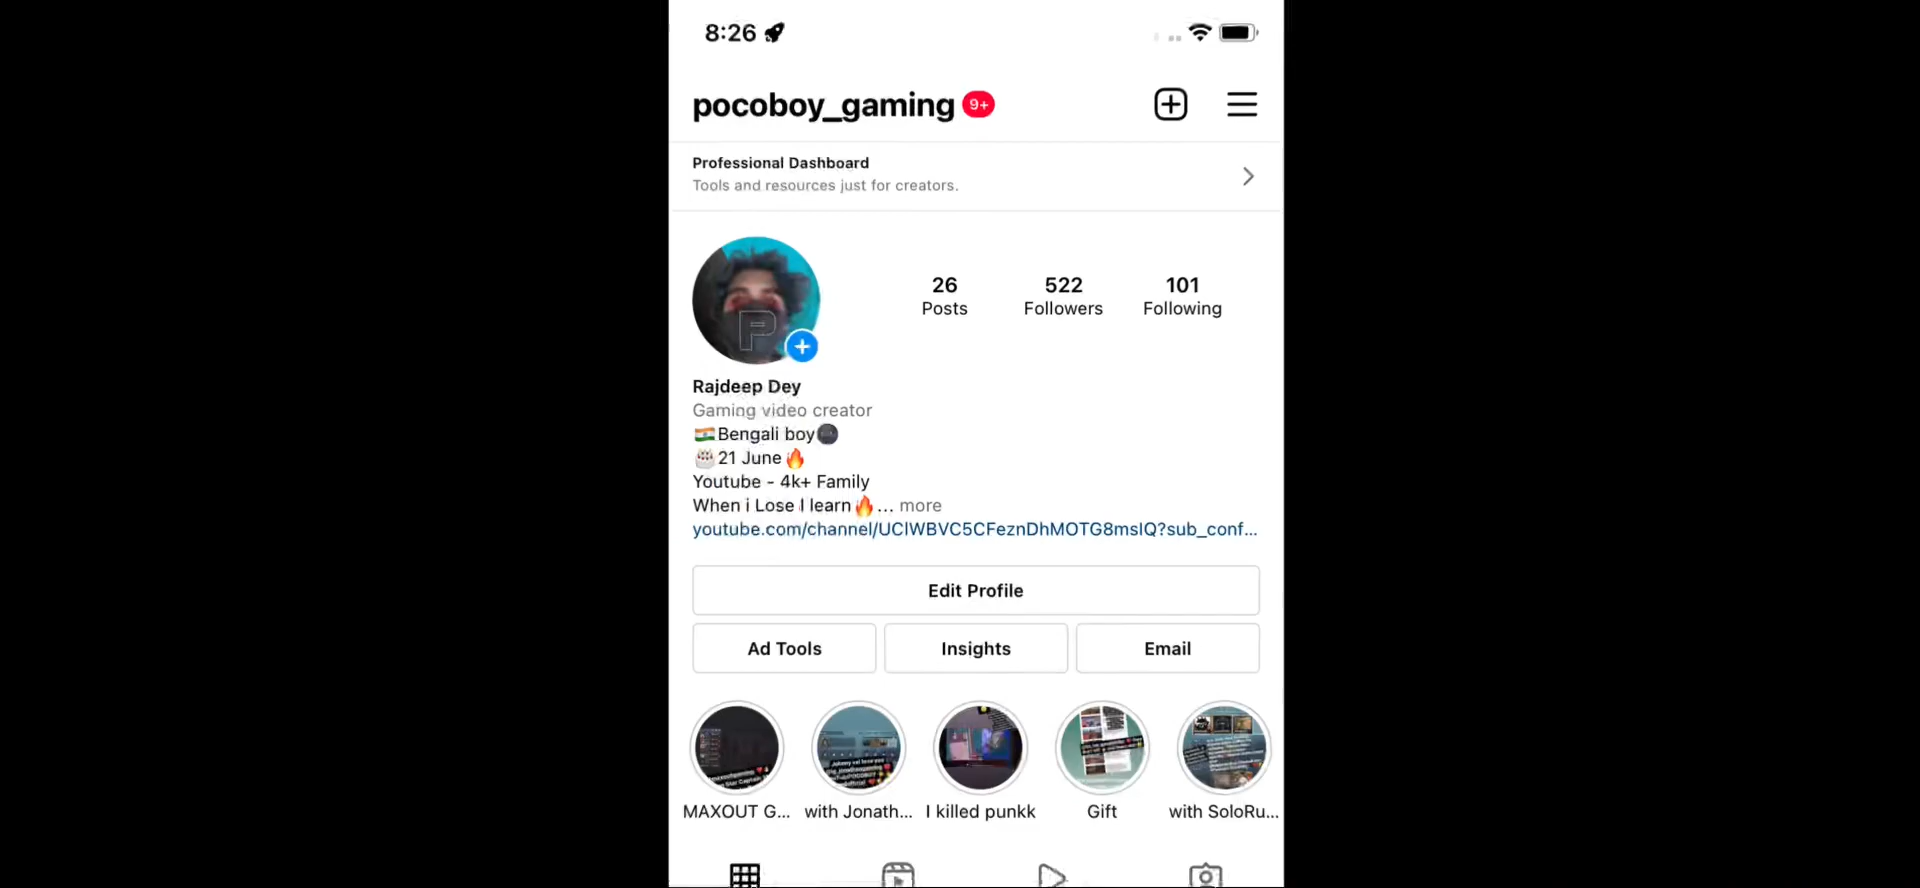 8:26
pocoboy_gaming 9+
Professional Dashboard
Tools and resources just for creators.
26 522 101
Posts Followers Following
P
Rajdeep Dey
Gaming video creator
🇮🇳Bengali boy🌚
🎂21 June🔥
Youtube - 4k+ Family
When i Lose I learn🔥... more
youtube.com/channel/UClWBVC5CFeznDhMOTG8mslQ?sub_conf...
Edit Profile
Ad Tools Insights Email
MAXOUT G... with Jonath... I killed punkk Gift with SoloRu...